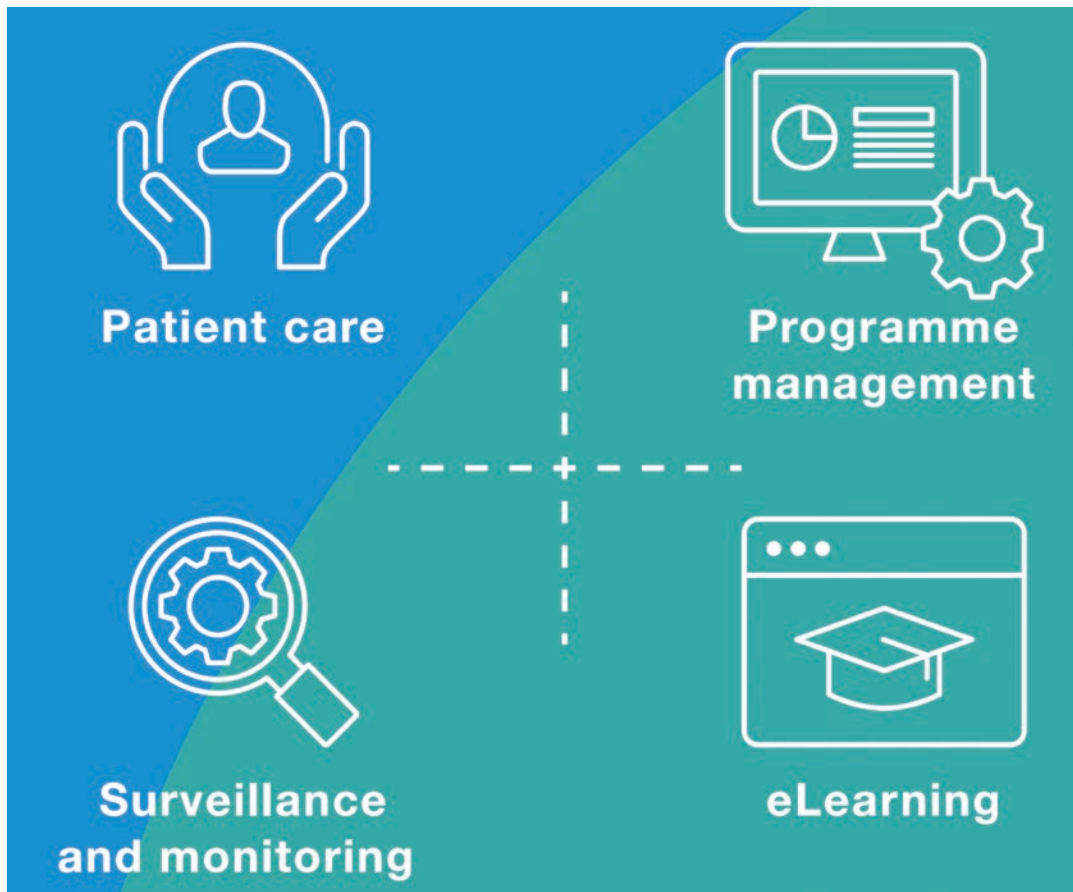 Patient care
Programme
management
Surveillance
and monitoring
eLearning